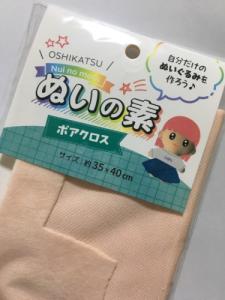 OSHIKATSU
Nui no moto
ぬいの素
ボアクロス
サイズ：約35×40cm
自分だけの
ぬいぐるみを
作ろう♪